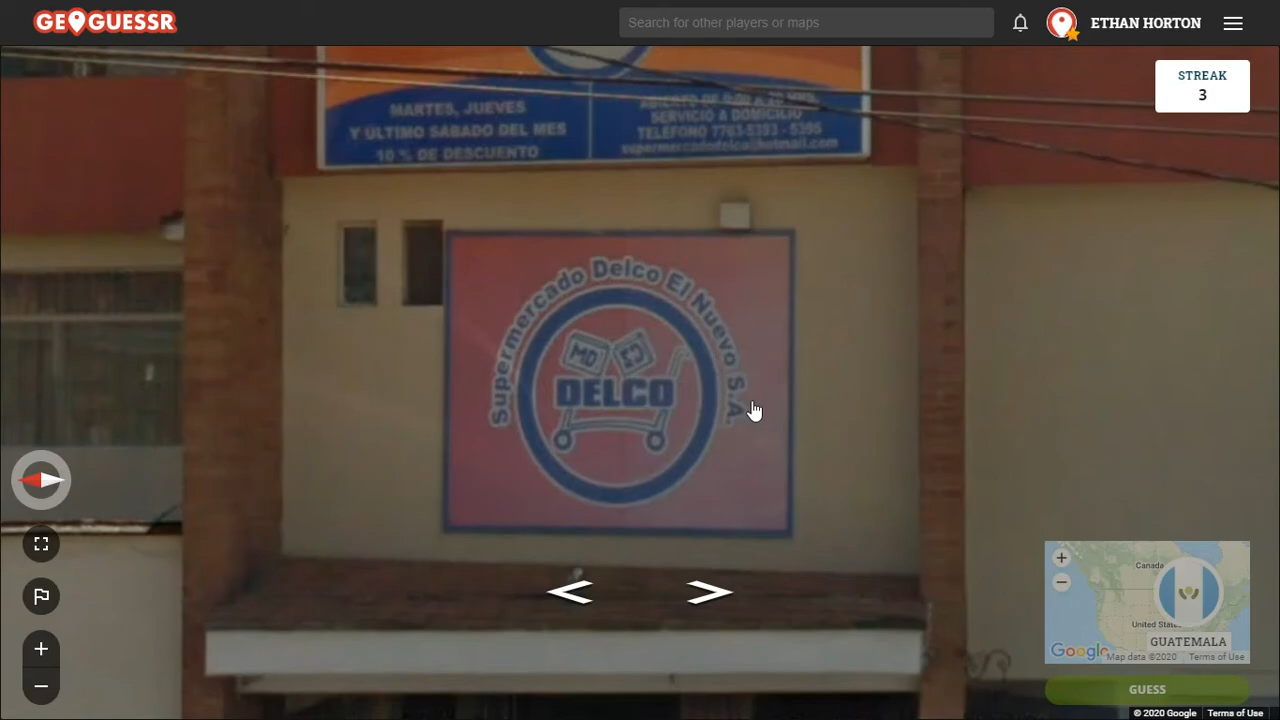 GEOGUESSR
Search for other players or maps
ETHAN HORTON
STREAK
3
MARTES, JUEVES
Y ULTIMO SABADO DEL MES
10 % DE DESCUENTO
SERVICIO A DOMICILIO
TELEFONO 7763-5393 - 5395
supermercadodelco@hotmail.com
Supermercado Delco El Nuevo S.A.
MD
DELCO
Canada
United States
GUATEMALA
Google
Map data ©2020 Terms of Use
GUESS
© 2020 Google Terms of Use